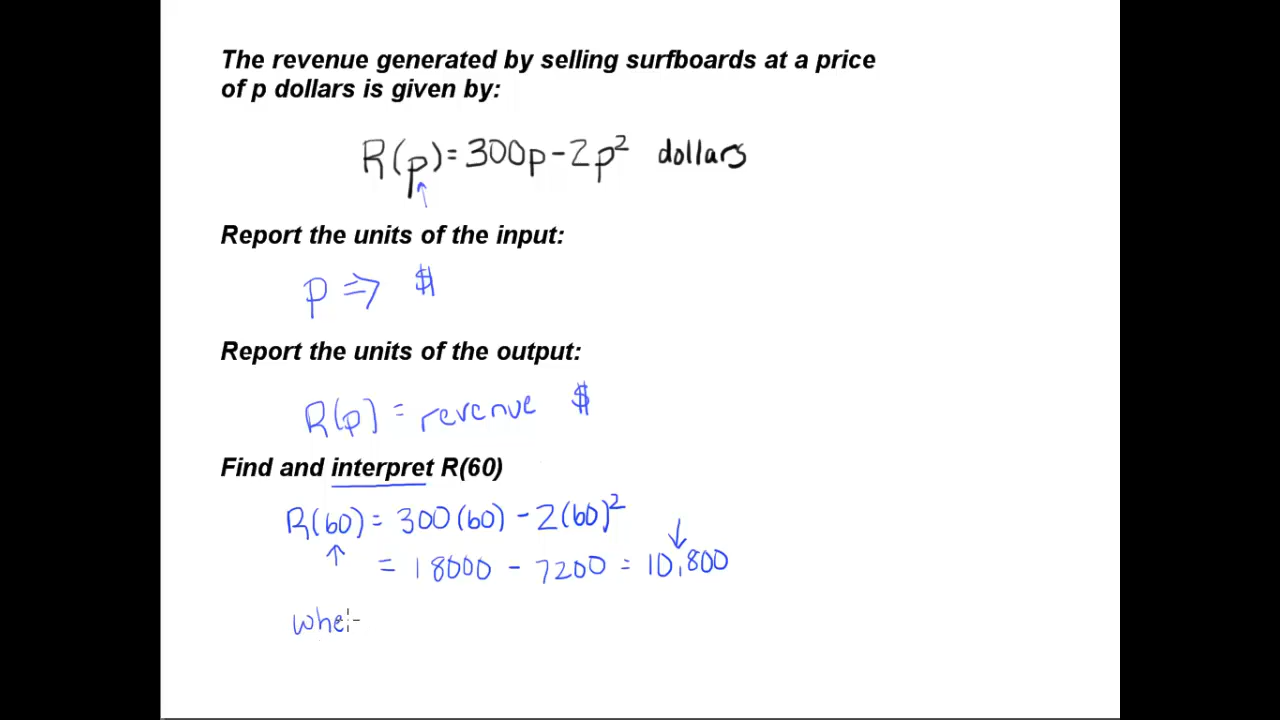 The revenue generated by selling surfboards at a price
of p dollars is given by:
R(p)=300p-2p² dollars
Report the units of the input:
p ⇒ $
Report the units of the output:
R(p) = revenue $
Find and interpret R(60)
R(60) = 300(60) - 2(60)²
= 18000 - 7200 = 10,800
whe